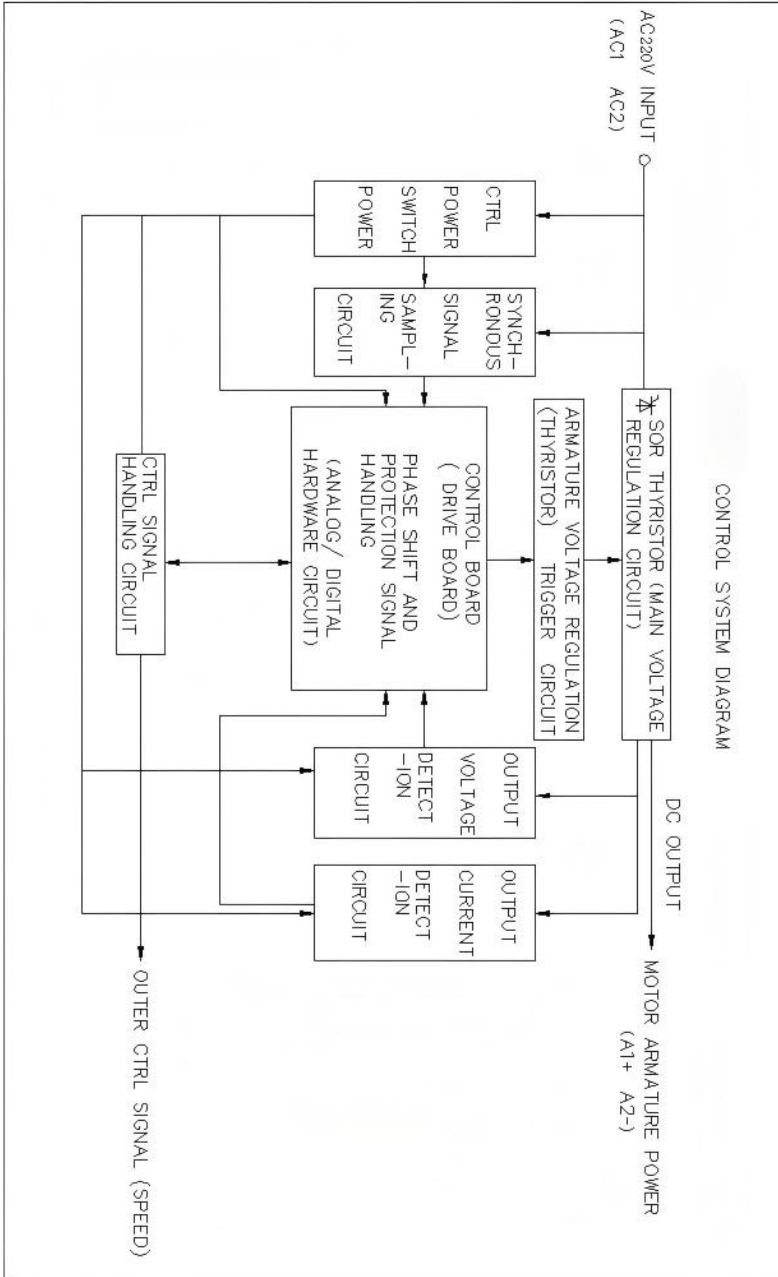 CONTROL SYSTEM DIAGRAM
AC220V INPUT
(AC1 AC2)
SOR THYRISTOR (MAIN VOLTAGE
REGULATION CIRCUIT)
DC OUTPUT
MOTOR ARMATURE POWER
(A1+ A2-)
ARMATURE VOLTAGE REGULATION
(THYRISTOR) TRIGGER CIRCUIT
CTRL
POWER
SWITCH
POWER
SYNCH-
RONDUS
SIGNAL
SAMPL-
ING
CIRCUIT
CONTROL BOARD
( DRIVE BOARD)
PHASE SHIFT AND
PROTECTION SIGNAL
HANDLING
(ANALOG/ DIGITAL
HARDWARE CIRCUIT)
OUTPUT
VOLTAGE
DETECT
-ION
CIRCUIT
OUTPUT
CURRENT
DETECT
-ION
CIRCUIT
CTRL SIGNAL
HANDLING CIRCUIT
OUTER CTRL SIGNAL (SPEED)